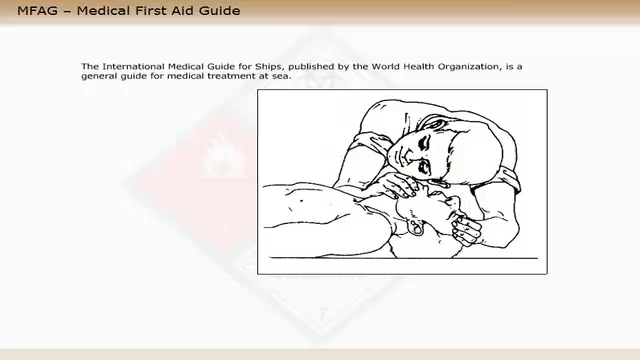 MFAG – Medical First Aid Guide
The International Medical Guide for Ships, published by the World Health Organization, is a
general guide for medical treatment at sea.
7